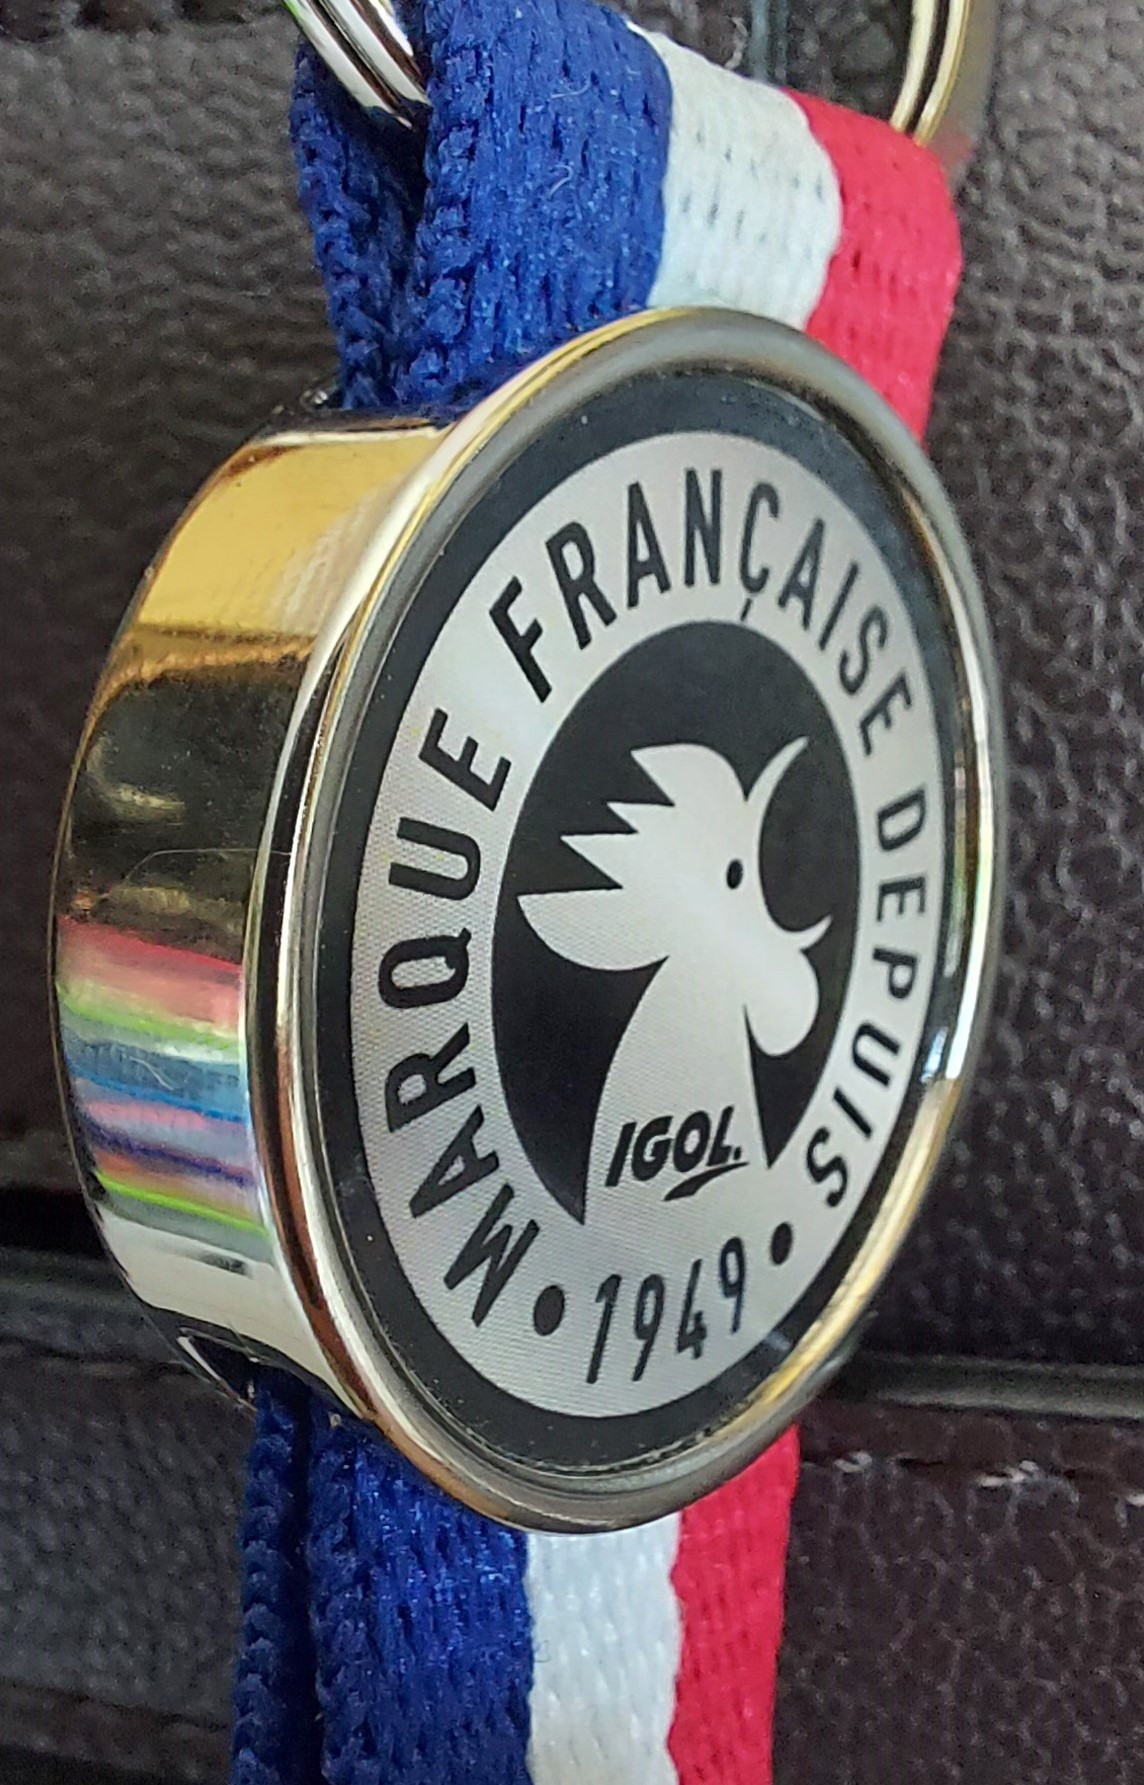 MARQUE FRANÇAISE DEPUIS
• 1949 •
IGOL.